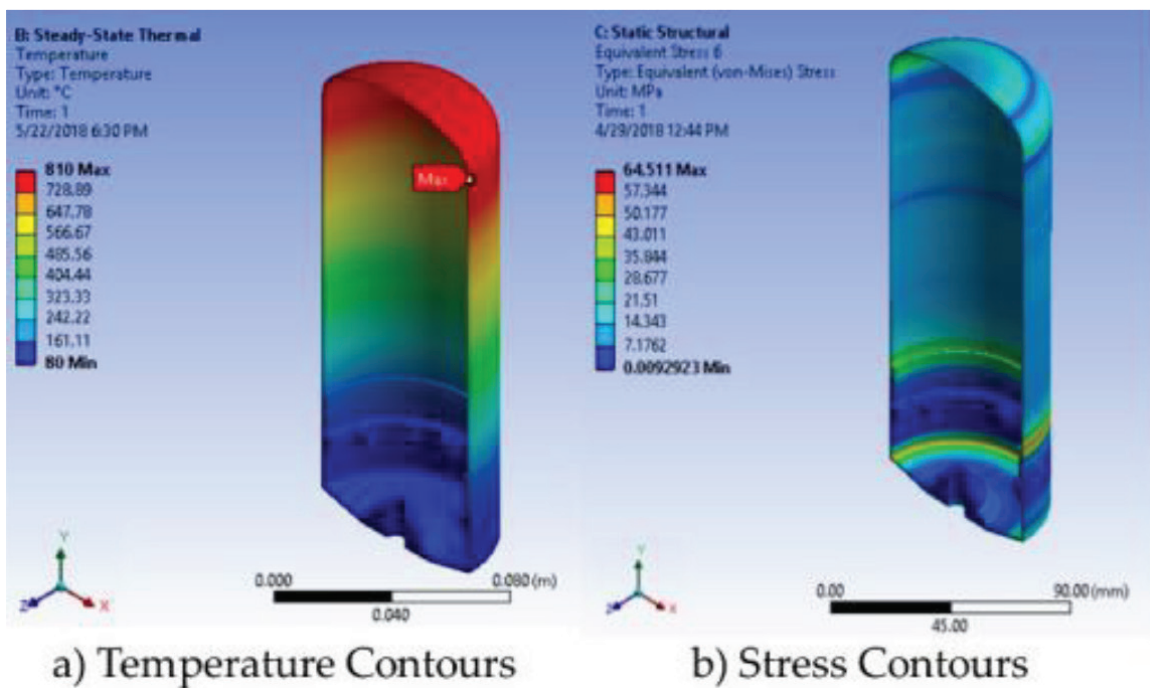 B: Steady-State Thermal
Temperature
Type: Temperature
Unit: °C
Time: 1
5/22/2018 6:30 PM
810 Max
728.89
647.78
566.67
485.56
404.44
323.33
242.22
161.11
80 Min
Max
Y
Z
X
0.000
0.080 (m)
0.040
a) Temperature Contours
C: Static Structural
Equivalent Stress 6
Type: Equivalent (von-Mises) Stress
Unit: MPa
Time: 1
4/29/2018 12:44 PM
64.511 Max
57.344
50.177
43.011
35.844
28.677
21.51
14.343
7.1762
0.0092923 Min
Y
Z
X
0.00
90.00 (mm)
45.00
b) Stress Contours